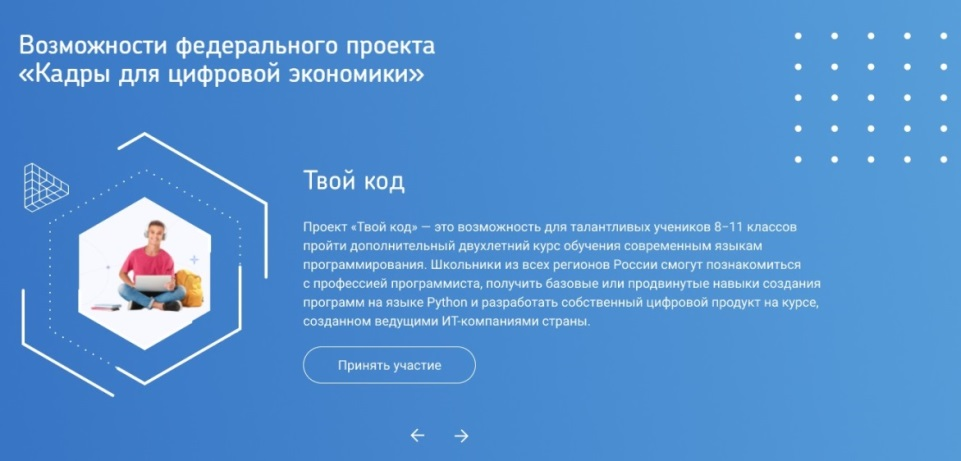 Возможности федерального проекта
«Кадры для цифровой экономики»
Твой код
Проект «Твой код» — это возможность для талантливых учеников 8–11 классов
пройти дополнительный двухлетний курс обучения современным языкам
программирования. Школьники из всех регионов России смогут познакомиться
с профессией программиста, получить базовые или продвинутые навыки создания
программ на языке Python и разработать собственный цифровой продукт на курсе,
созданном ведущими ИТ-компаниями страны.
Принять участие